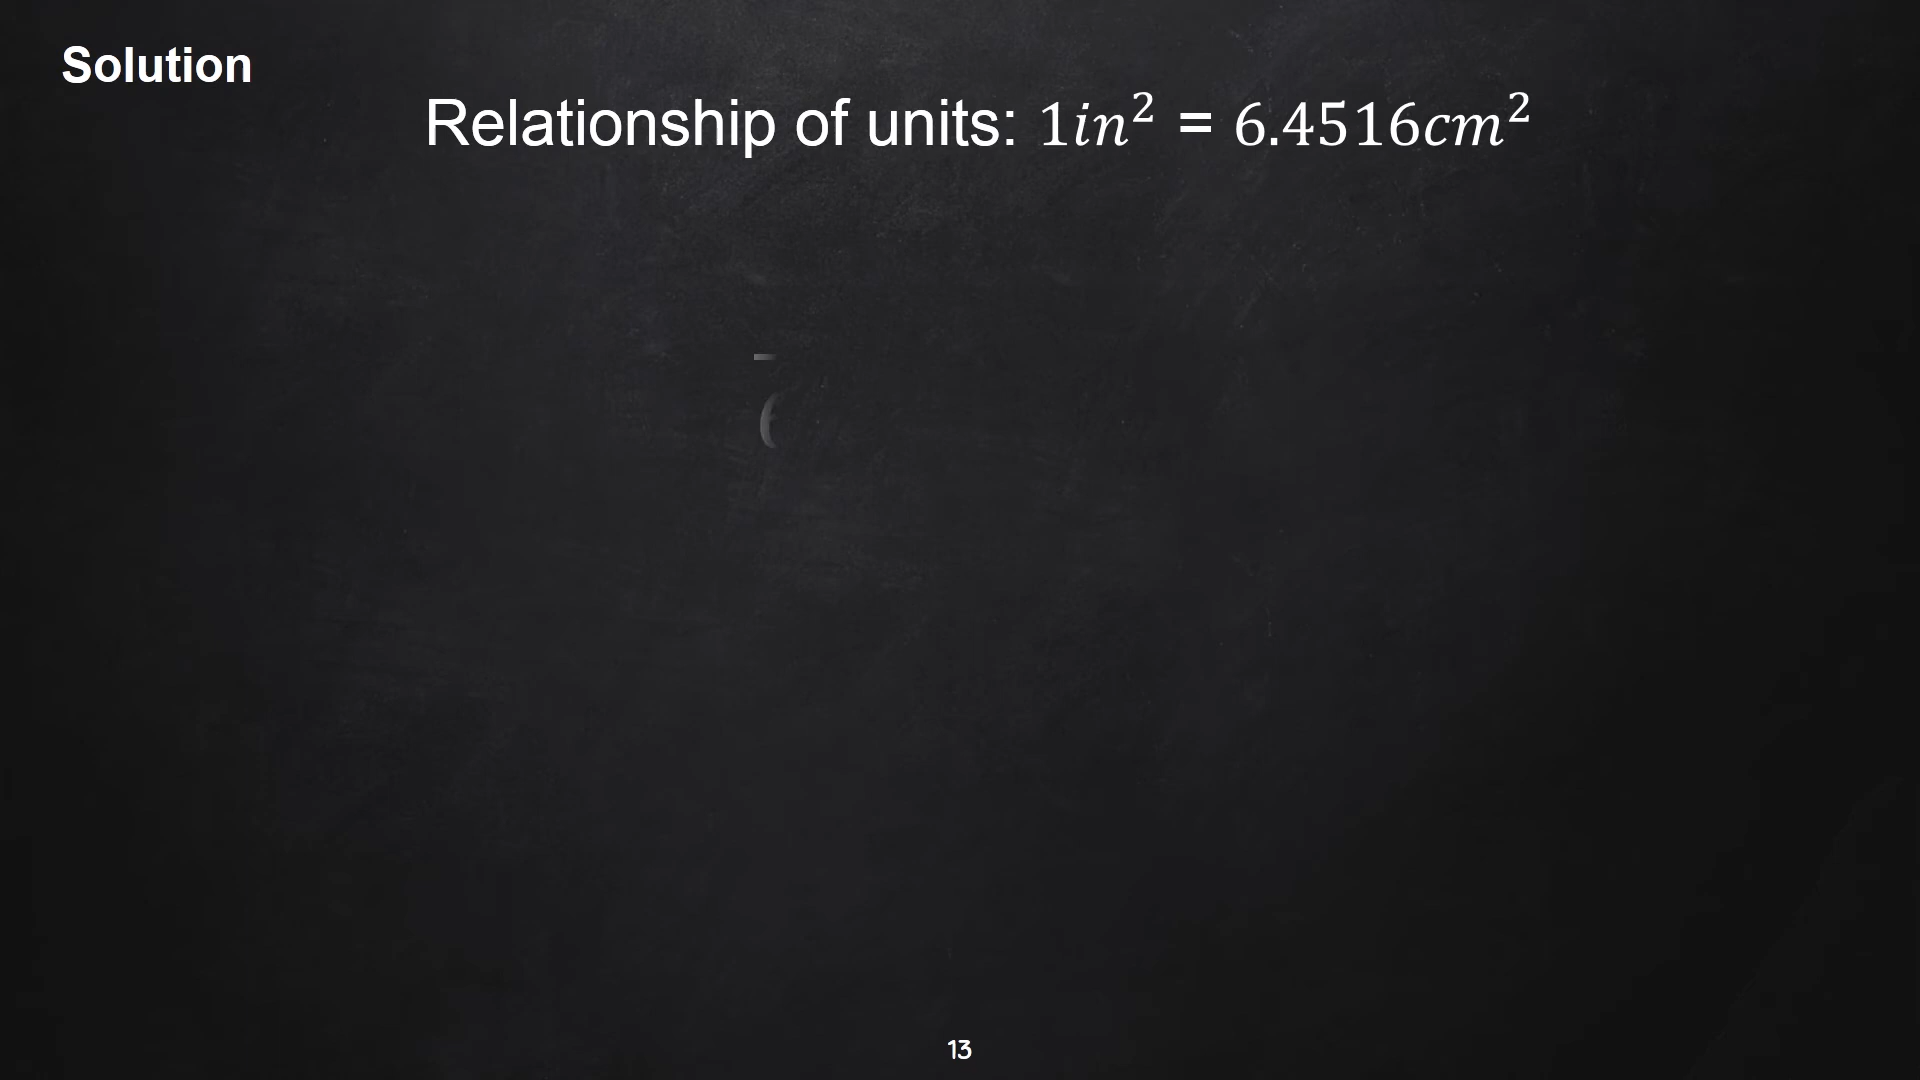 Solution
Relationship of units: 1in² = 6.4516cm²
13